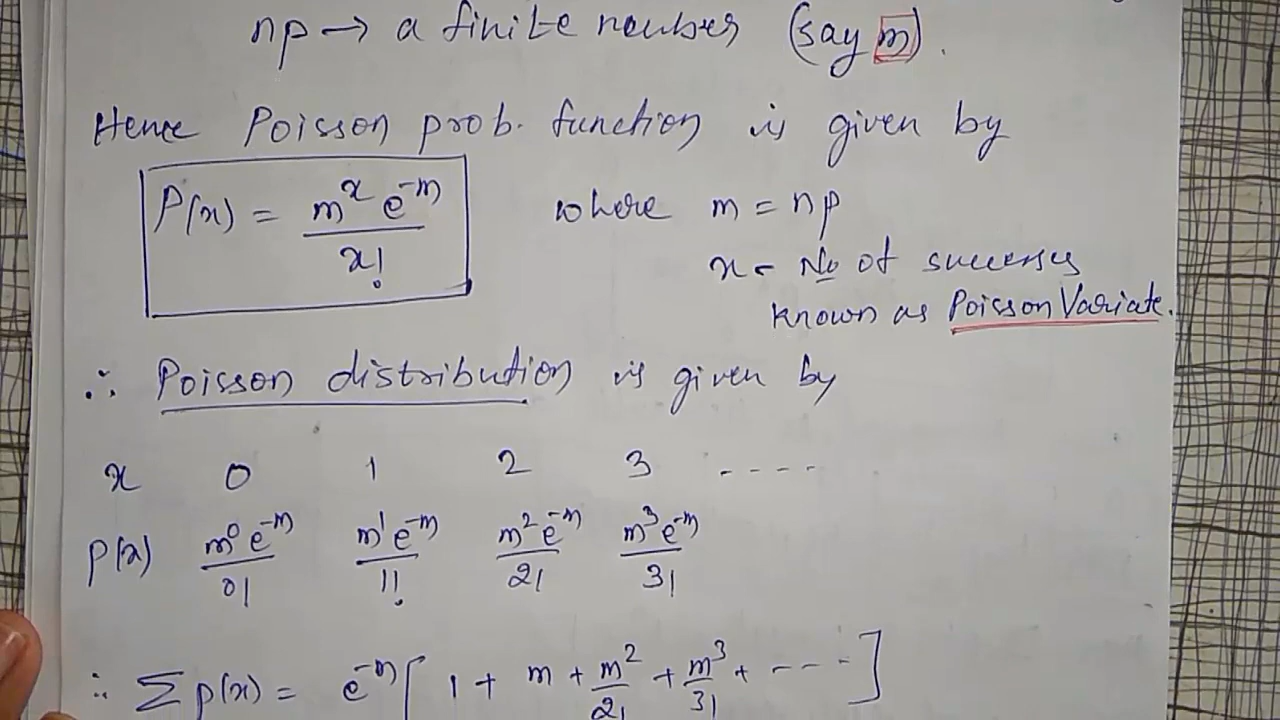 np → a finite number (say m).
Hence Poisson prob. function is given by
P(x) = m^x e^-m / x! where m = np
x = No of successes
known as Poisson Variate.
∴ Poisson distribution is given by
x 0 1 2 3 ----
P(x) m^0 e^-m / 0! m^1 e^-m / 1! m^2 e^-m / 2! m^3 e^-m / 3!
∴ Σ p(x) = e^-m [ 1 + m + m^2/2! + m^3/3! + ---- ]